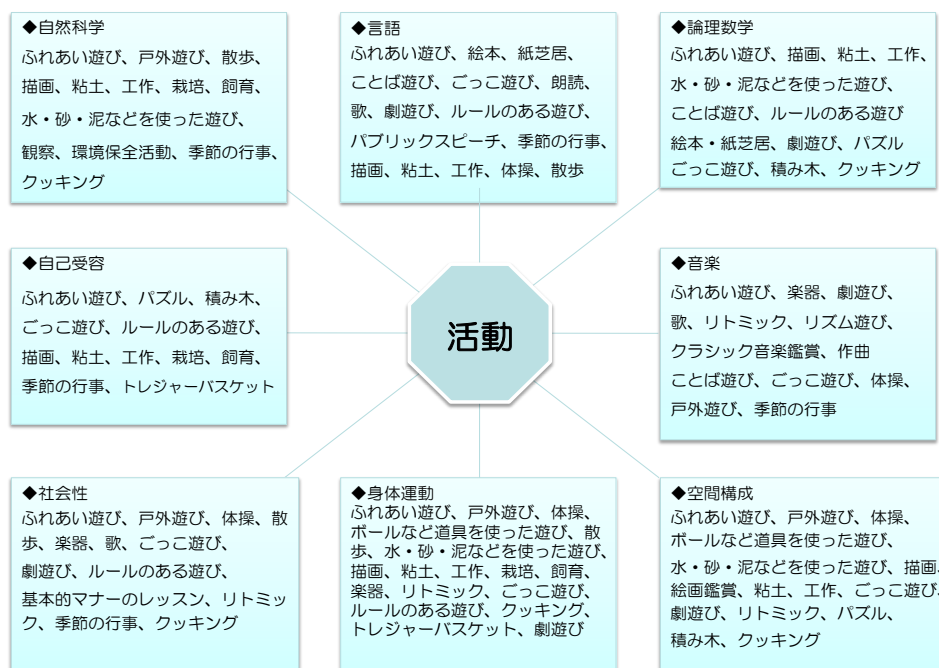 ◆自然科学
ふれあい遊び、戸外遊び、散歩、
描画、粘土、工作、栽培、飼育、
水・砂・泥などを使った遊び、
観察、環境保全活動、季節の行事、
クッキング
◆言語
ふれあい遊び、絵本、紙芝居、
ことば遊び、ごっこ遊び、朗読、
歌、劇遊び、ルールのある遊び、
パブリックスピーチ、季節の行事、
描画、粘土、工作、体操、散歩
◆論理数学
ふれあい遊び、描画、粘土、工作、
水・砂・泥などを使った遊び、
ことば遊び、ルールのある遊び
絵本・紙芝居、劇遊び、パズル
ごっこ遊び、積み木、クッキング
◆自己受容
ふれあい遊び、パズル、積み木、
ごっこ遊び、ルールのある遊び、
描画、粘土、工作、栽培、飼育、
季節の行事、トレジャーバスケット
活動
◆音楽
ふれあい遊び、楽器、劇遊び、
歌、リトミック、リズム遊び、
クラシック音楽鑑賞、作曲
ことば遊び、ごっこ遊び、体操、
戸外遊び、季節の行事
◆社会性
ふれあい遊び、戸外遊び、体操、散
歩、楽器、歌、ごっこ遊び、
劇遊び、ルールのある遊び、
基本的マナーのレッスン、リトミッ
ク、季節の行事、クッキング
◆身体運動
ふれあい遊び、戸外遊び、体操、
ボールなど道具を使った遊び、散
歩、水・砂・泥などを使った遊び、
描画、粘土、工作、栽培、飼育、
楽器、リトミック、ごっこ遊び、
ルールのある遊び、クッキング、
トレジャーバスケット、劇遊び
◆空間構成
ふれあい遊び、戸外遊び、体操、
ボールなど道具を使った遊び、
水・砂・泥などを使った遊び、描画、
絵画鑑賞、粘土、工作、ごっこ遊び、
劇遊び、リトミック、パズル、
積み木、クッキング